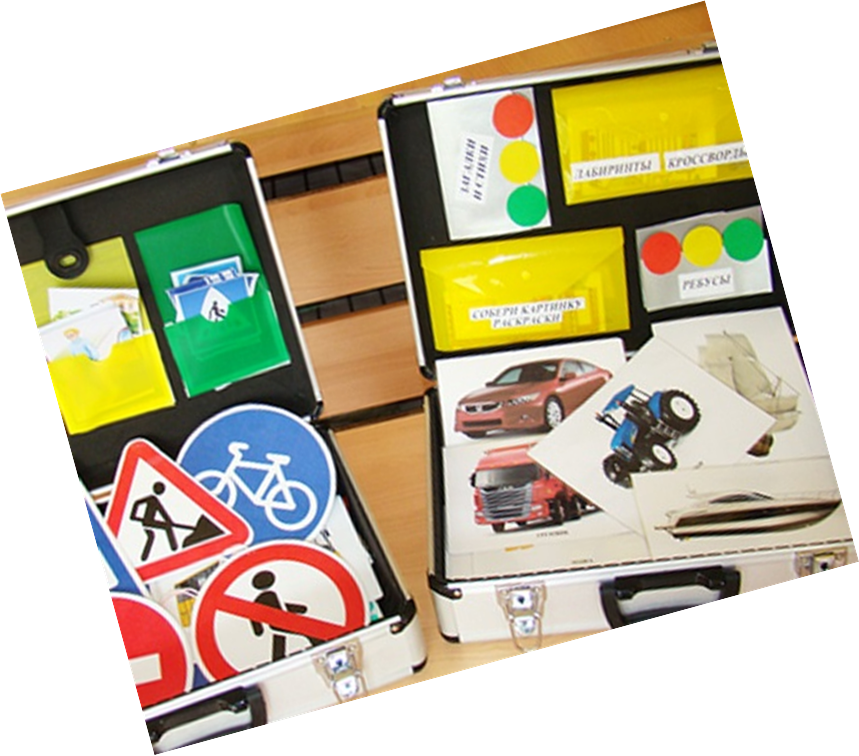 ЗАГАДКИ
И СТИХИ
ЛАБИРИНТЫ
КРОССВОРДЫ
РЕБУСЫ
СОБЕРИ КАРТИНКУ
РАСКРАСКИ